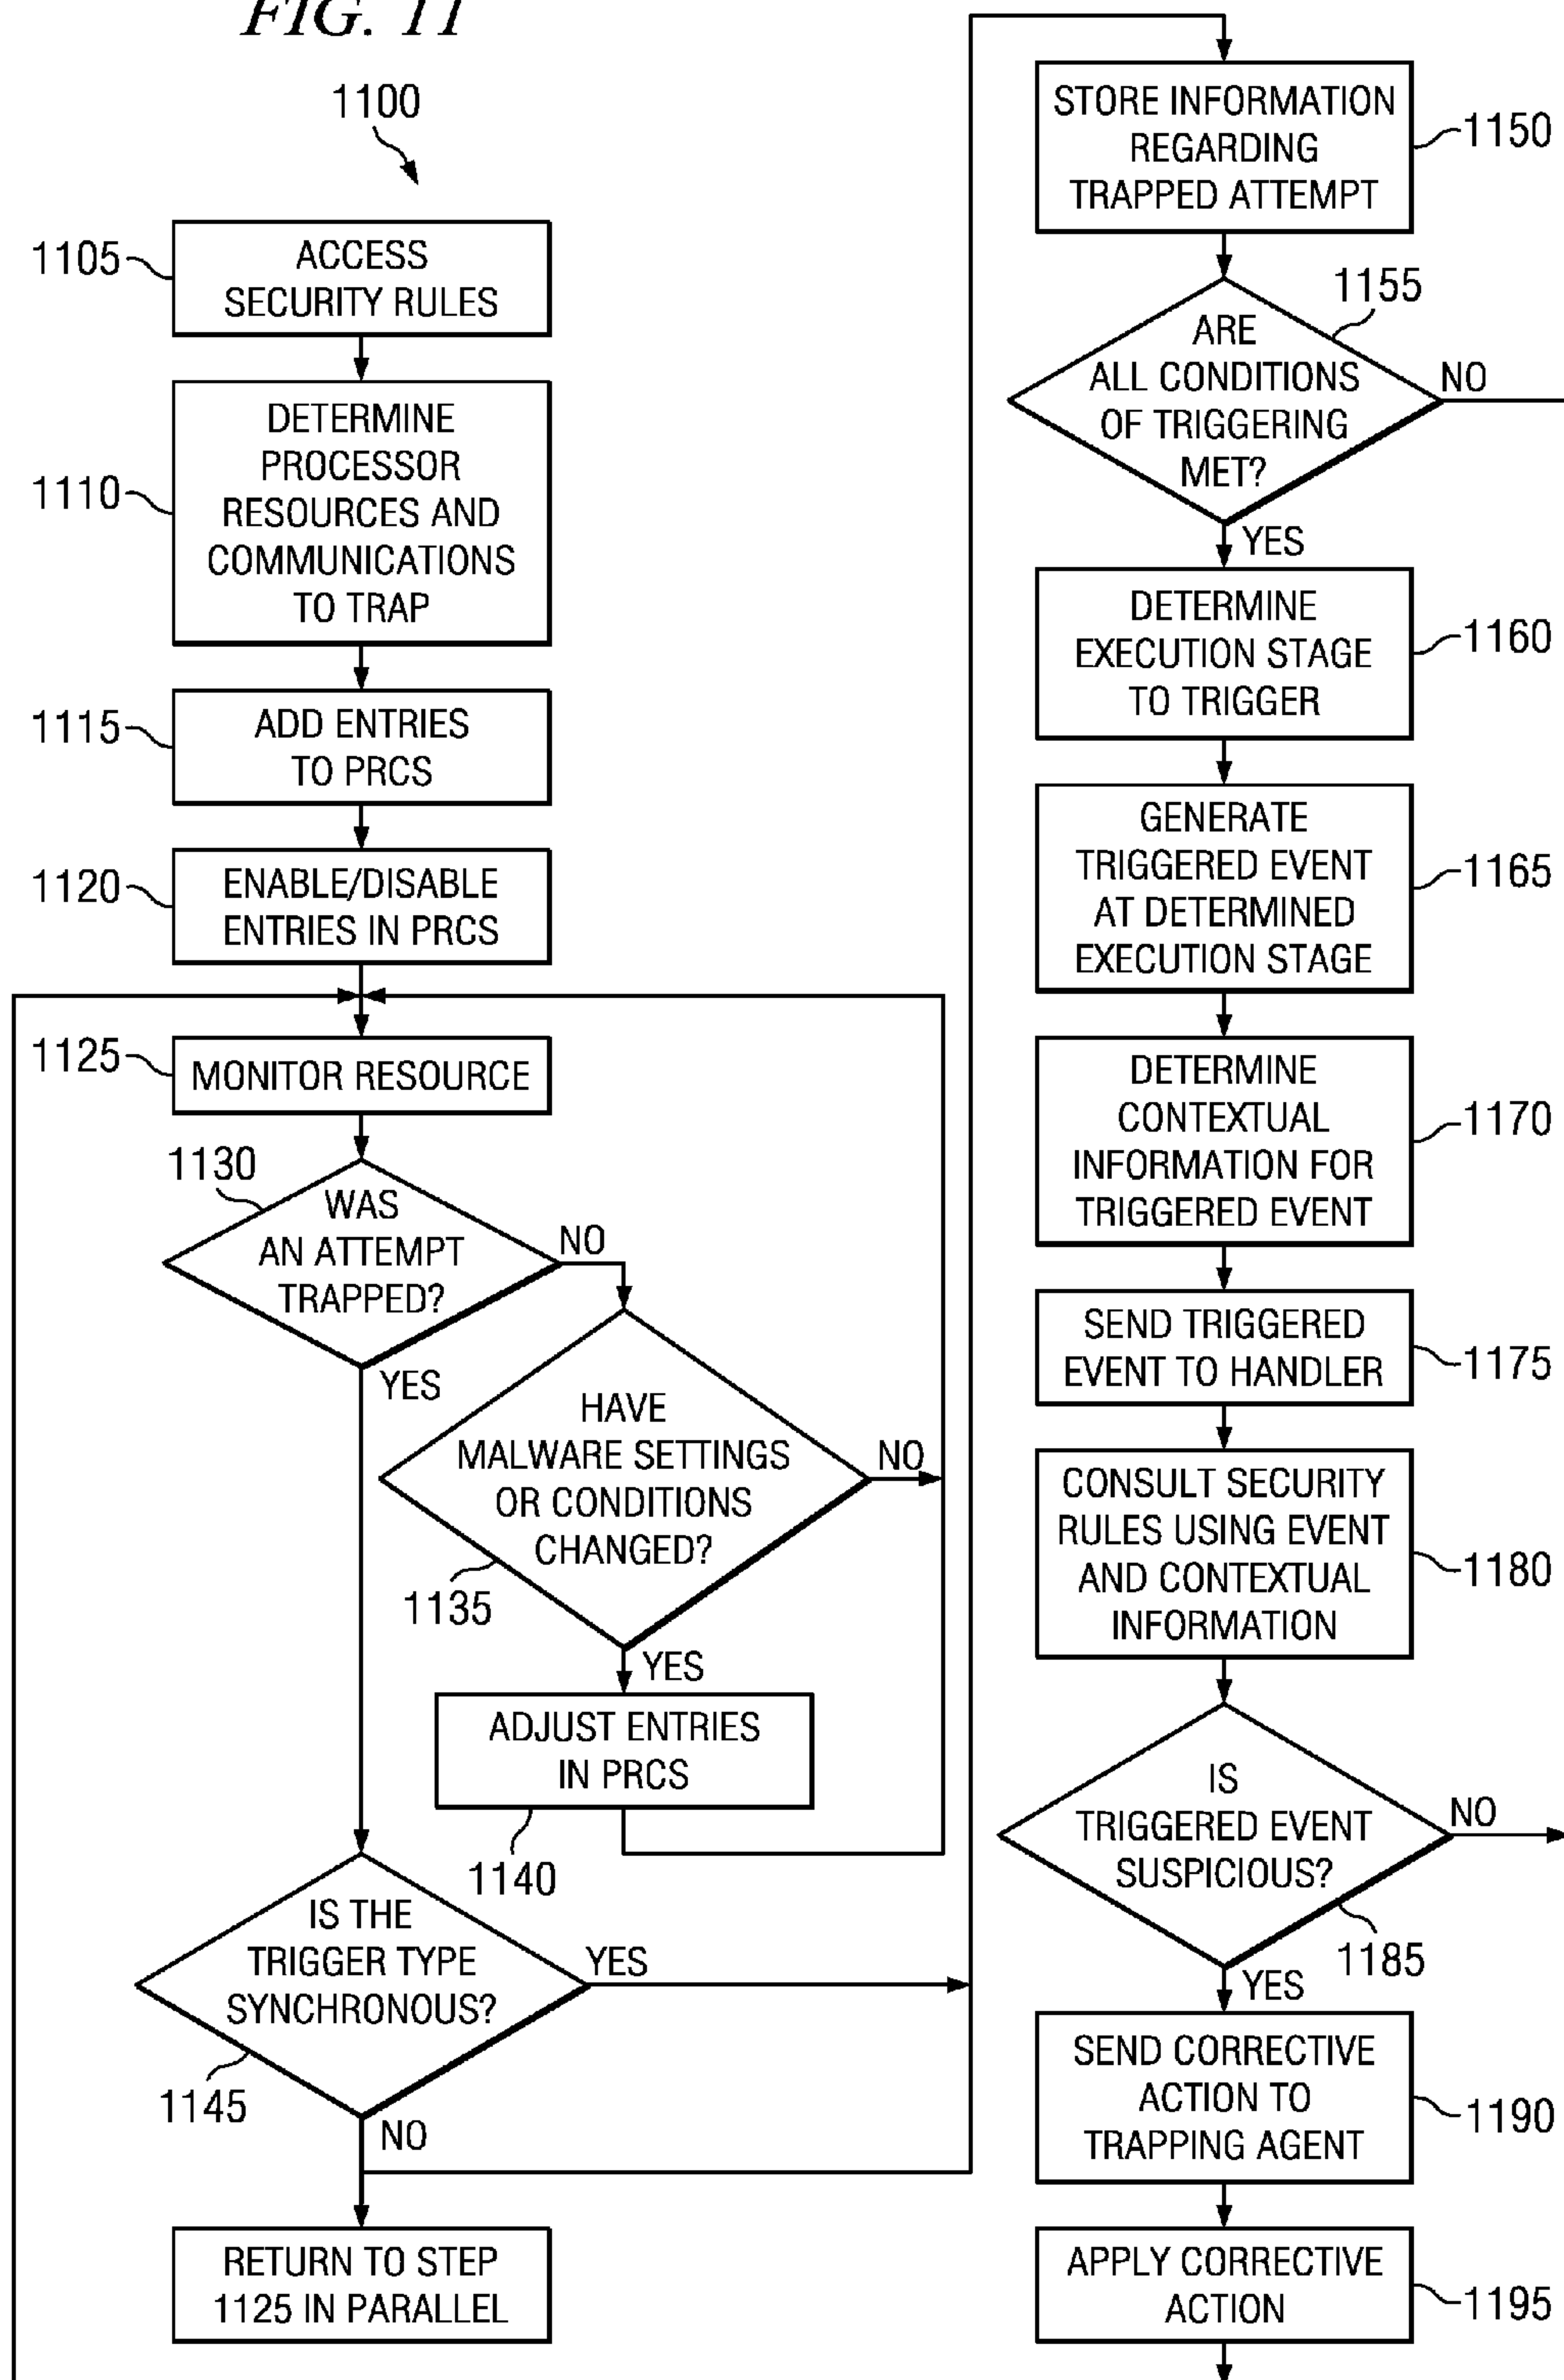 FIG. 11
1100
1105
ACCESS
SECURITY RULES
1110
DETERMINE
PROCESSOR
RESOURCES AND
COMMUNICATIONS
TO TRAP
1115
ADD ENTRIES
TO PRCS
1120
ENABLE/DISABLE
ENTRIES IN PRCS
1125
MONITOR RESOURCE
1130
WAS
AN ATTEMPT
TRAPPED?
NO
YES
HAVE
MALWARE SETTINGS
OR CONDITIONS
CHANGED?
NO
1135
YES
ADJUST ENTRIES
IN PRCS
1140
IS THE
TRIGGER TYPE
SYNCHRONOUS?
YES
1145
NO
RETURN TO STEP
1125 IN PARALLEL
STORE INFORMATION
REGARDING
TRAPPED ATTEMPT
1150
1155
ARE
ALL CONDITIONS
OF TRIGGERING
MET?
NO
YES
DETERMINE
EXECUTION STAGE
TO TRIGGER
1160
GENERATE
TRIGGERED EVENT
AT DETERMINED
EXECUTION STAGE
1165
DETERMINE
CONTEXTUAL
INFORMATION FOR
TRIGGERED EVENT
1170
SEND TRIGGERED
EVENT TO HANDLER
1175
CONSULT SECURITY
RULES USING EVENT
AND CONTEXTUAL
INFORMATION
1180
IS
TRIGGERED EVENT
SUSPICIOUS?
NO
1185
YES
SEND CORRECTIVE
ACTION TO
TRAPPING AGENT
1190
APPLY CORRECTIVE
ACTION
1195